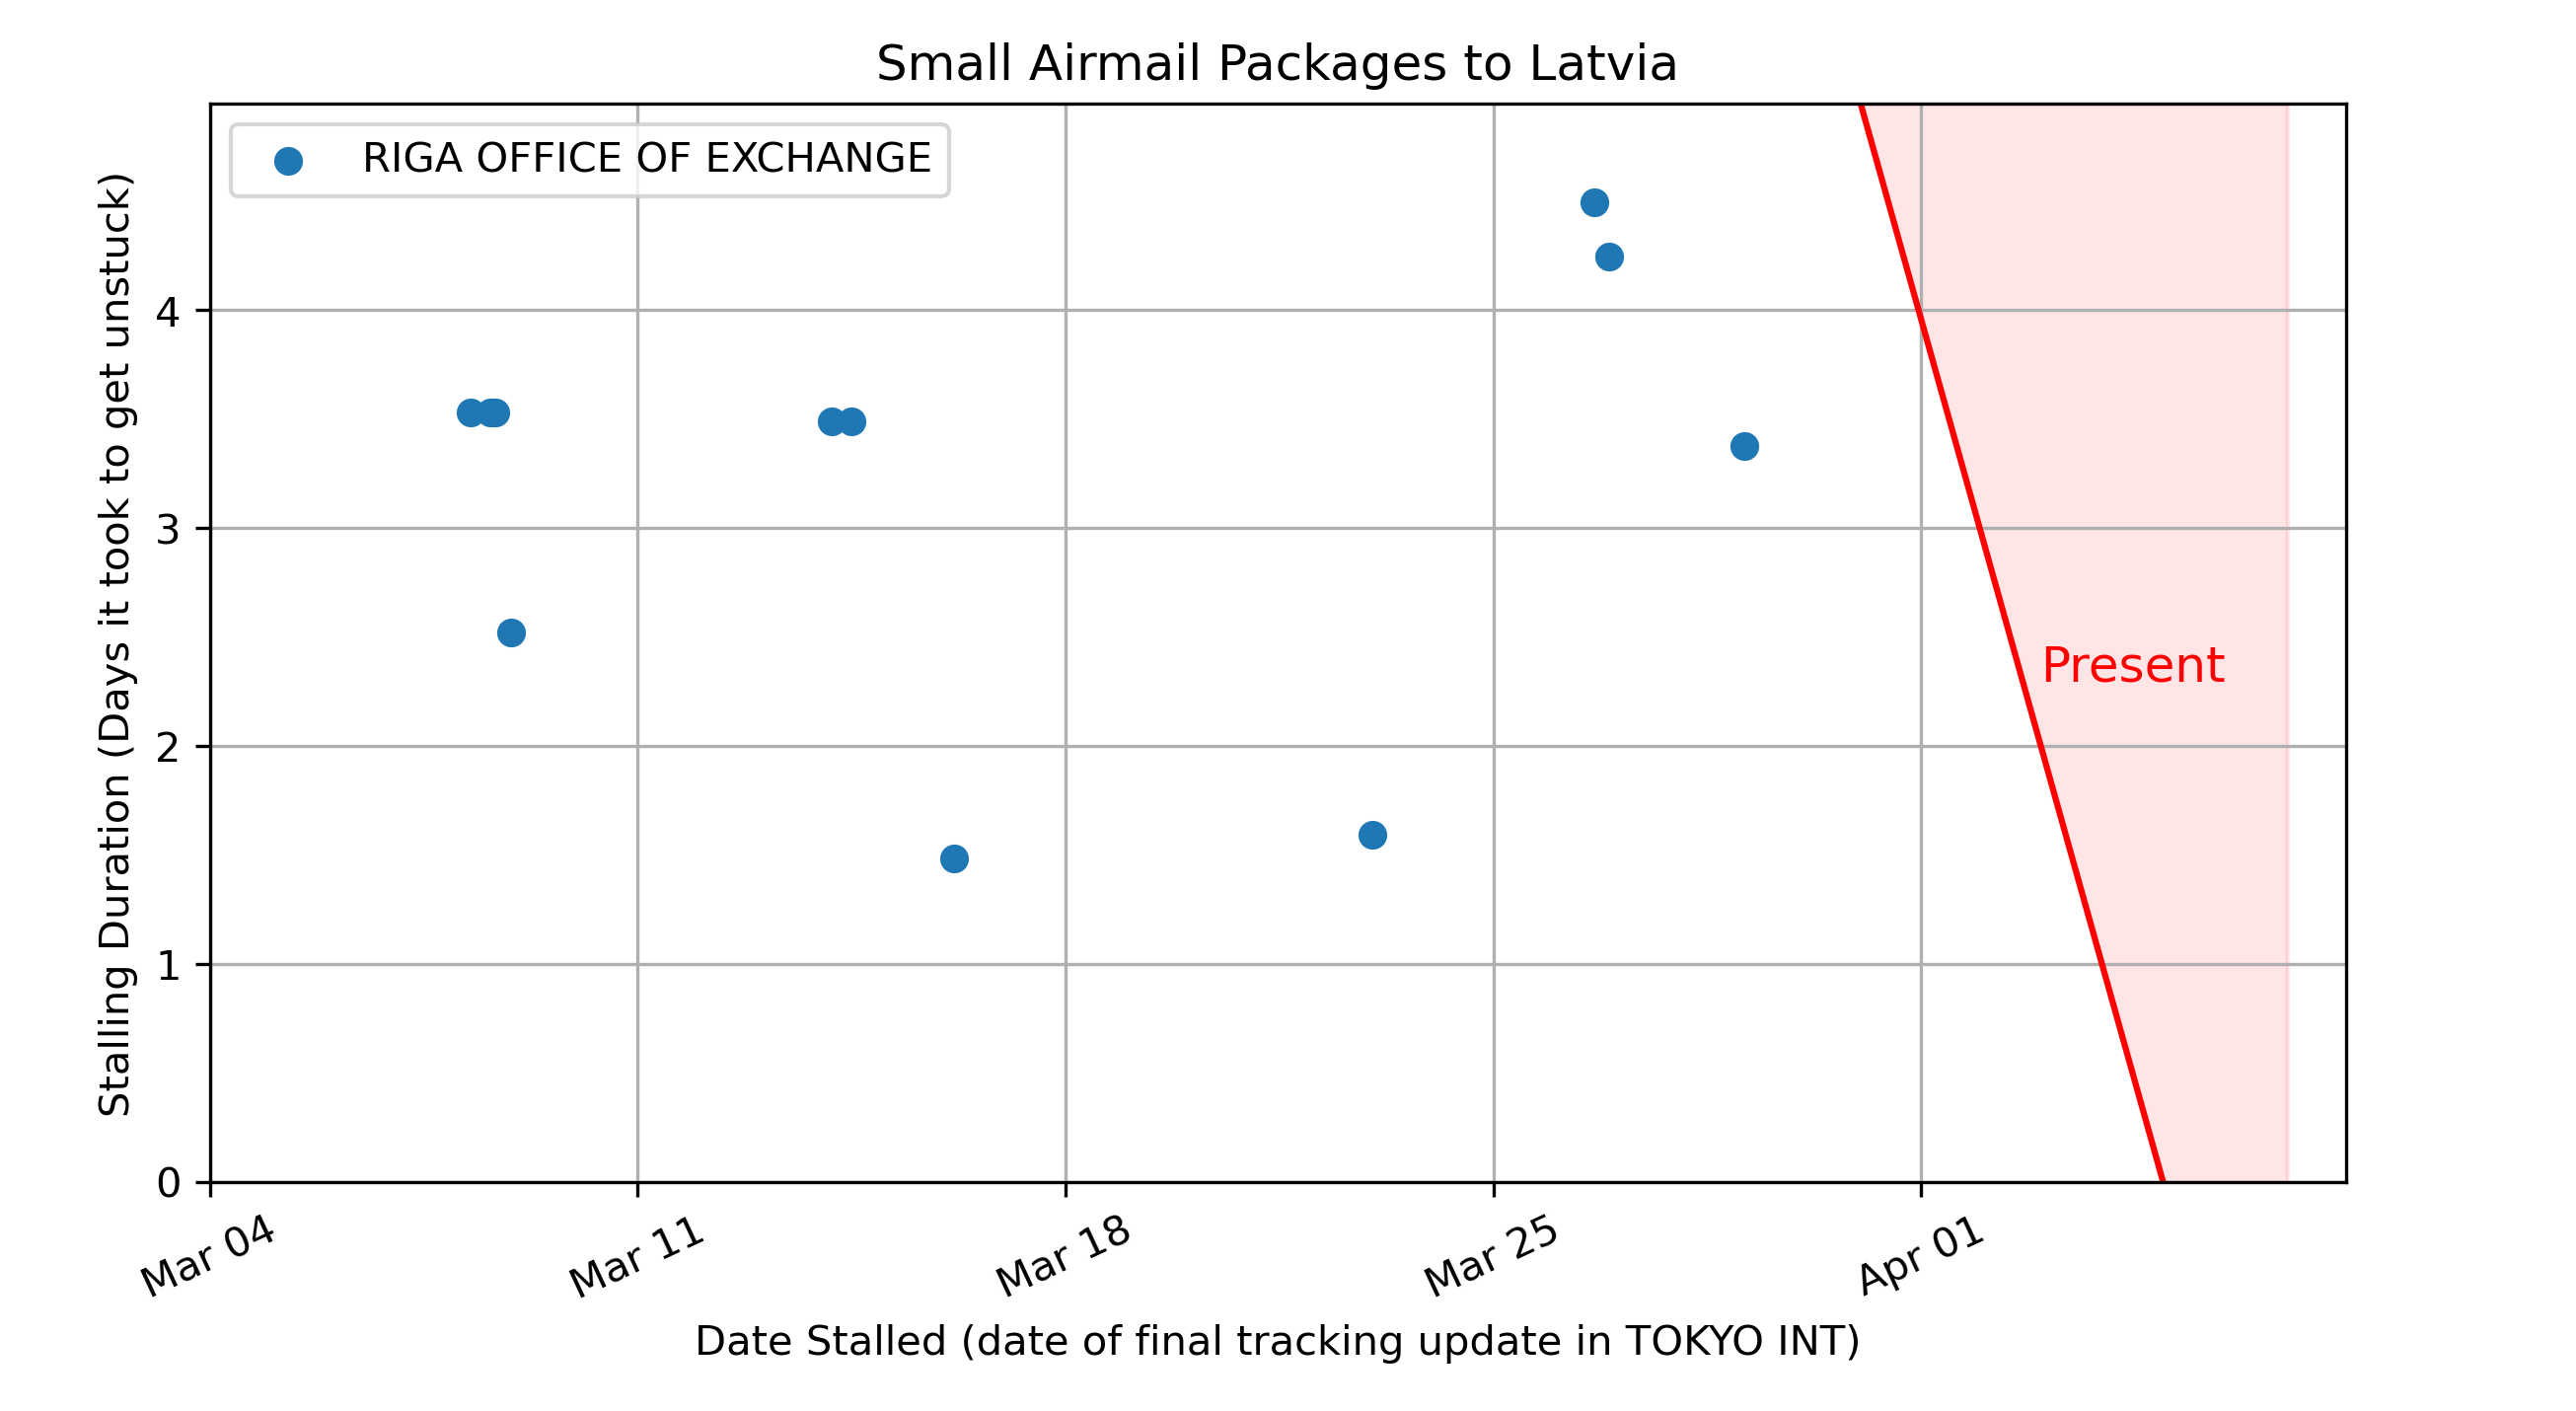 Small Airmail Packages to Latvia
RIGA OFFICE OF EXCHANGE
Stalling Duration (Days it took to get unstuck)
4
3
2
1
0
Present
Mar 04
Mar 11
Mar 18
Mar 25
Apr 01
Date Stalled (date of final tracking update in TOKYO INT)